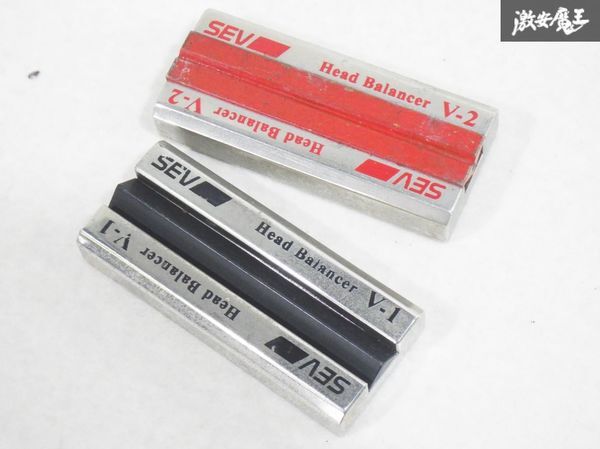 激安魔王
SEV
Head Balancer V-2
Head Balancer V-2
SEV
SEV
Head Balancer V-1
Head Balancer V-1
SEV